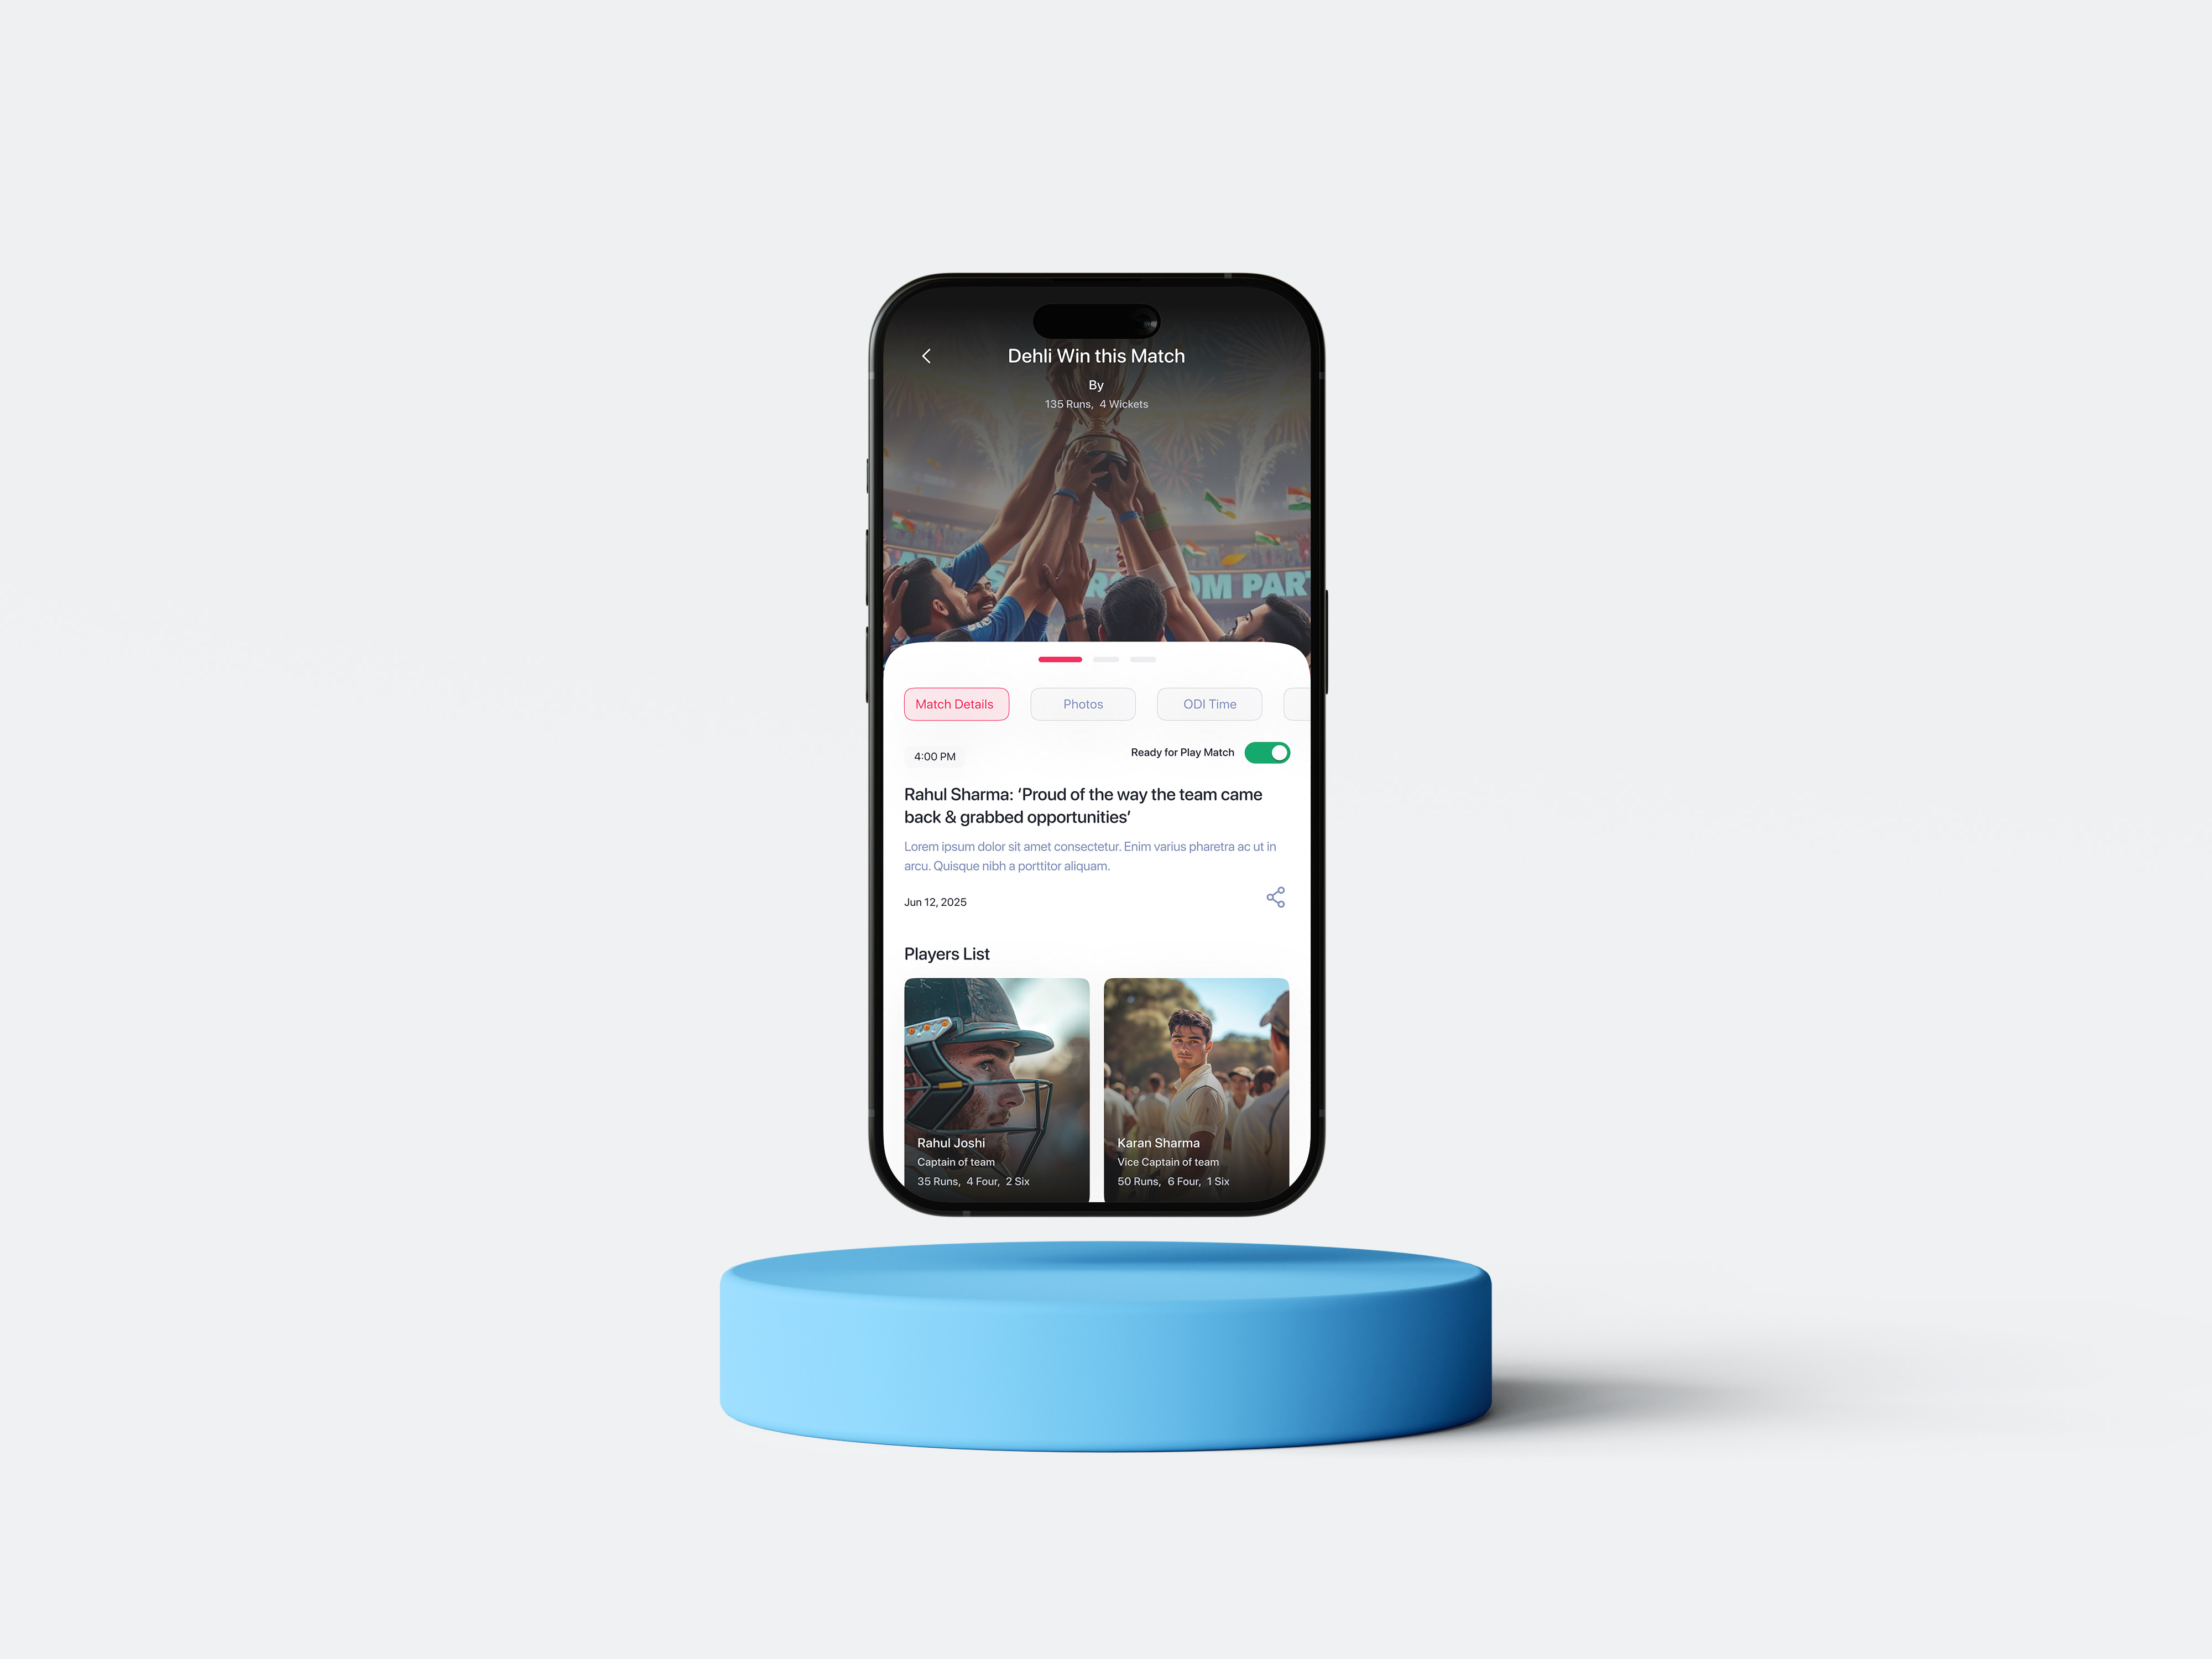 Dehli Win this Match
By
135 Runs, 4 Wickets
OM PART
Match Details
Photos
ODI Time
4:00 PM
Ready for Play Match
Rahul Sharma: ‘Proud of the way the team came
back & grabbed opportunities’
Lorem ipsum dolor sit amet consectetur. Enim varius pharetra ac ut in
arcu. Quisque nibh a porttitor aliquam.
Jun 12, 2025
Players List
Rahul Joshi
Captain of team
35 Runs, 4 Four, 2 Six
Karan Sharma
Vice Captain of team
50 Runs, 6 Four, 1 Six